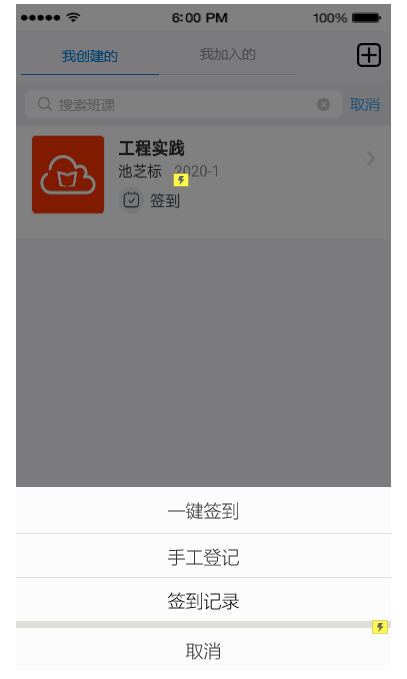 6:00 PM 100%
我创建的 我加入的
搜索班课 取消
工程实践
池芝标 2020-1
签到
一键签到
手工登记
签到记录
取消